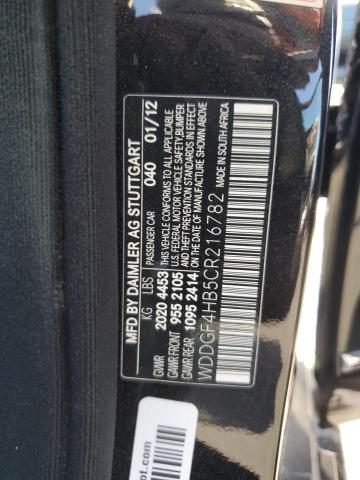 MFD BY DAIMLER AG STUTTGART
PASSENGER CAR 040 01/12
KG LBS
2020 4453
GAWR FRONT 955 2105
GAWR REAR 1095 2414
THIS VEHICLE CONFORMS TO ALL APPLICABLE
U.S. FEDERAL MOTOR VEHICLE SAFETY, BUMPER
AND THEFT PREVENTION STANDARDS IN EFFECT
ON THE DATE OF MANUFACTURE SHOWN ABOVE.
WDDGF4HB5CR216782
MADE IN SOUTH AFRICA